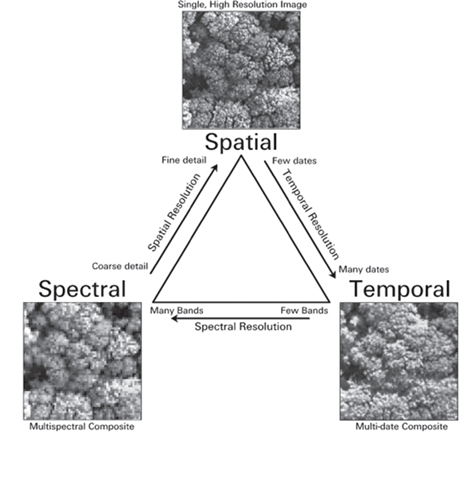 Single, High Resolution Image
Spatial
Fine detail
Few dates
Spatial Resolution
Temporal Resolution
Coarse detail
Many dates
Spectral
Temporal
Many Bands
Few Bands
Spectral Resolution
Multispectral Composite
Multi-date Composite